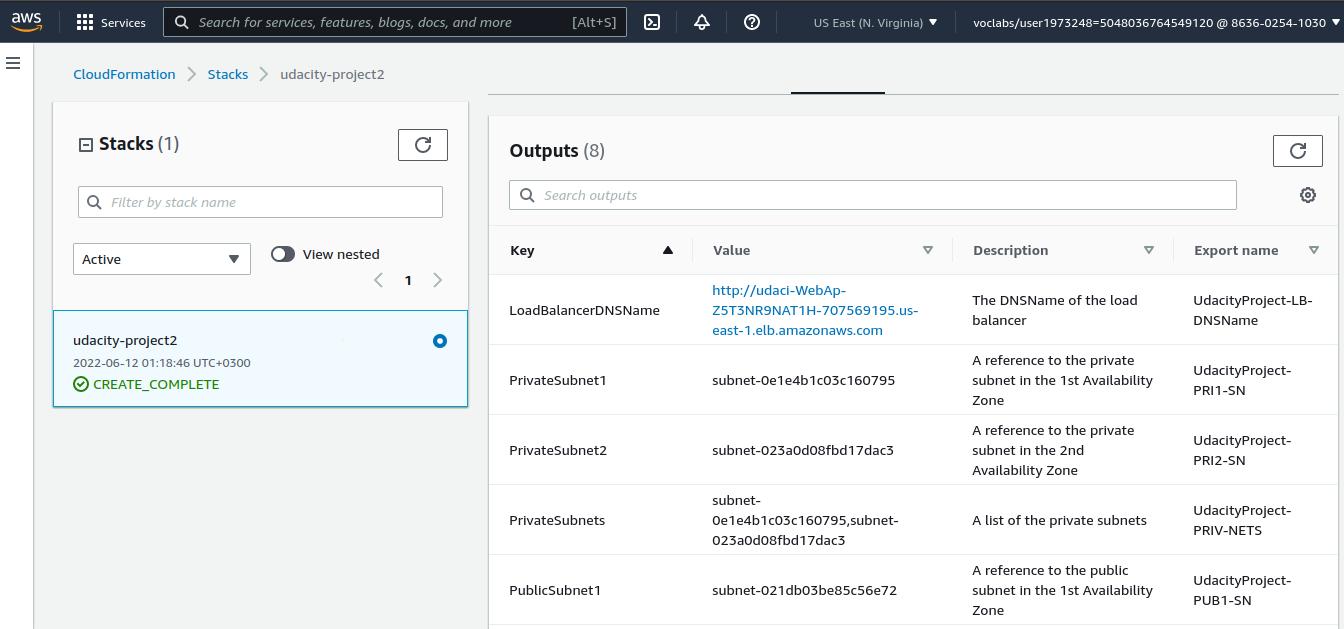 aws
Services
Search for services, features, blogs, docs, and more
[Alt+S]
US East (N. Virginia)
voclabs/user1973248=5048036764549120 @ 8636-0254-1030
CloudFormation
Stacks
udacity-project2
Stacks (1)
Filter by stack name
Active
View nested
1
udacity-project2
2022-06-12 01:18:46 UTC+0300
CREATE_COMPLETE
Outputs (8)
Search outputs
Key
Value
Description
Export name
LoadBalancerDNSName
http://udaci-WebAp-
Z5T3NR9NAT1H-707569195.us-
east-1.elb.amazonaws.com
The DNSName of the load
balancer
UdacityProject-LB-
DNSName
PrivateSubnet1
subnet-0e1e4b1c03c160795
A reference to the private
subnet in the 1st Availability
Zone
UdacityProject-
PRI1-SN
PrivateSubnet2
subnet-023a0d08fbd17dac3
A reference to the private
subnet in the 2nd
Availability Zone
UdacityProject-
PRI2-SN
PrivateSubnets
subnet-
0e1e4b1c03c160795,subnet-
023a0d08fbd17dac3
A list of the private subnets
UdacityProject-
PRIV-NETS
PublicSubnet1
subnet-021db03be85c56e72
A reference to the public
subnet in the 1st Availability
Zone
UdacityProject-
PUB1-SN